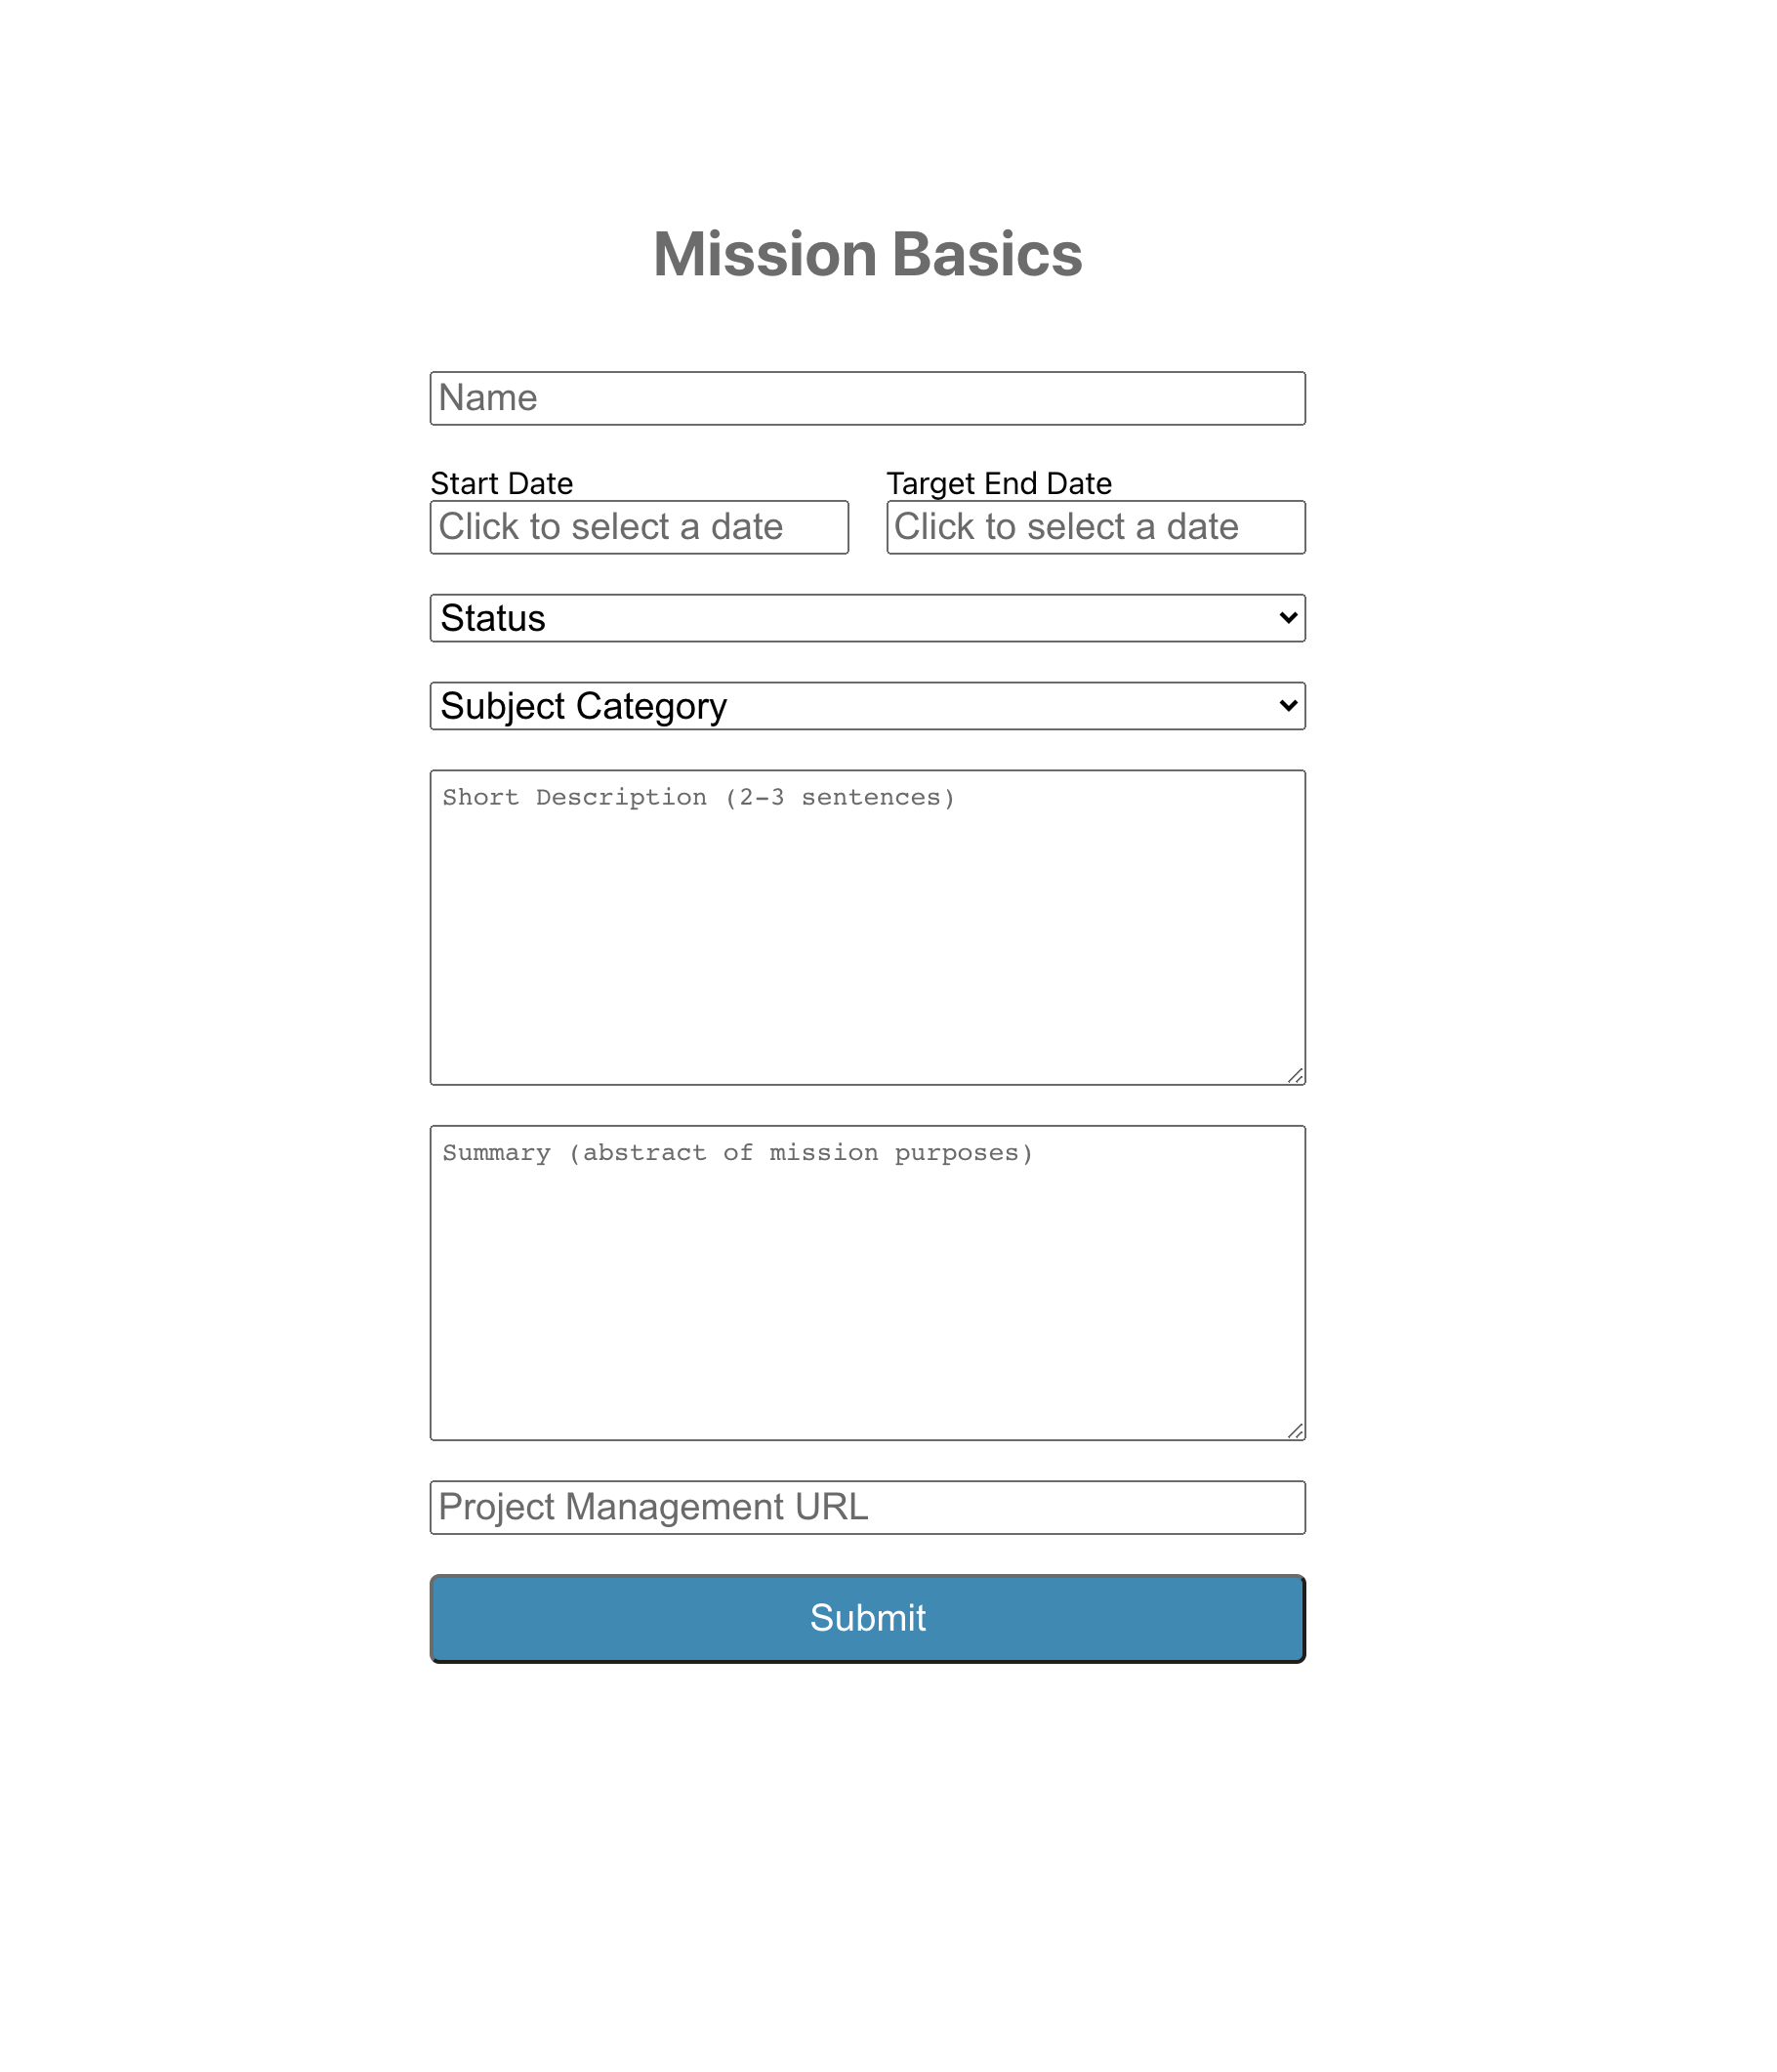 Mission Basics
Name
Start Date
Target End Date
Click to select a date
Click to select a date
Status
Subject Category
Short Description (2-3 sentences)
Summary (abstract of mission purposes)
Project Management URL
Submit